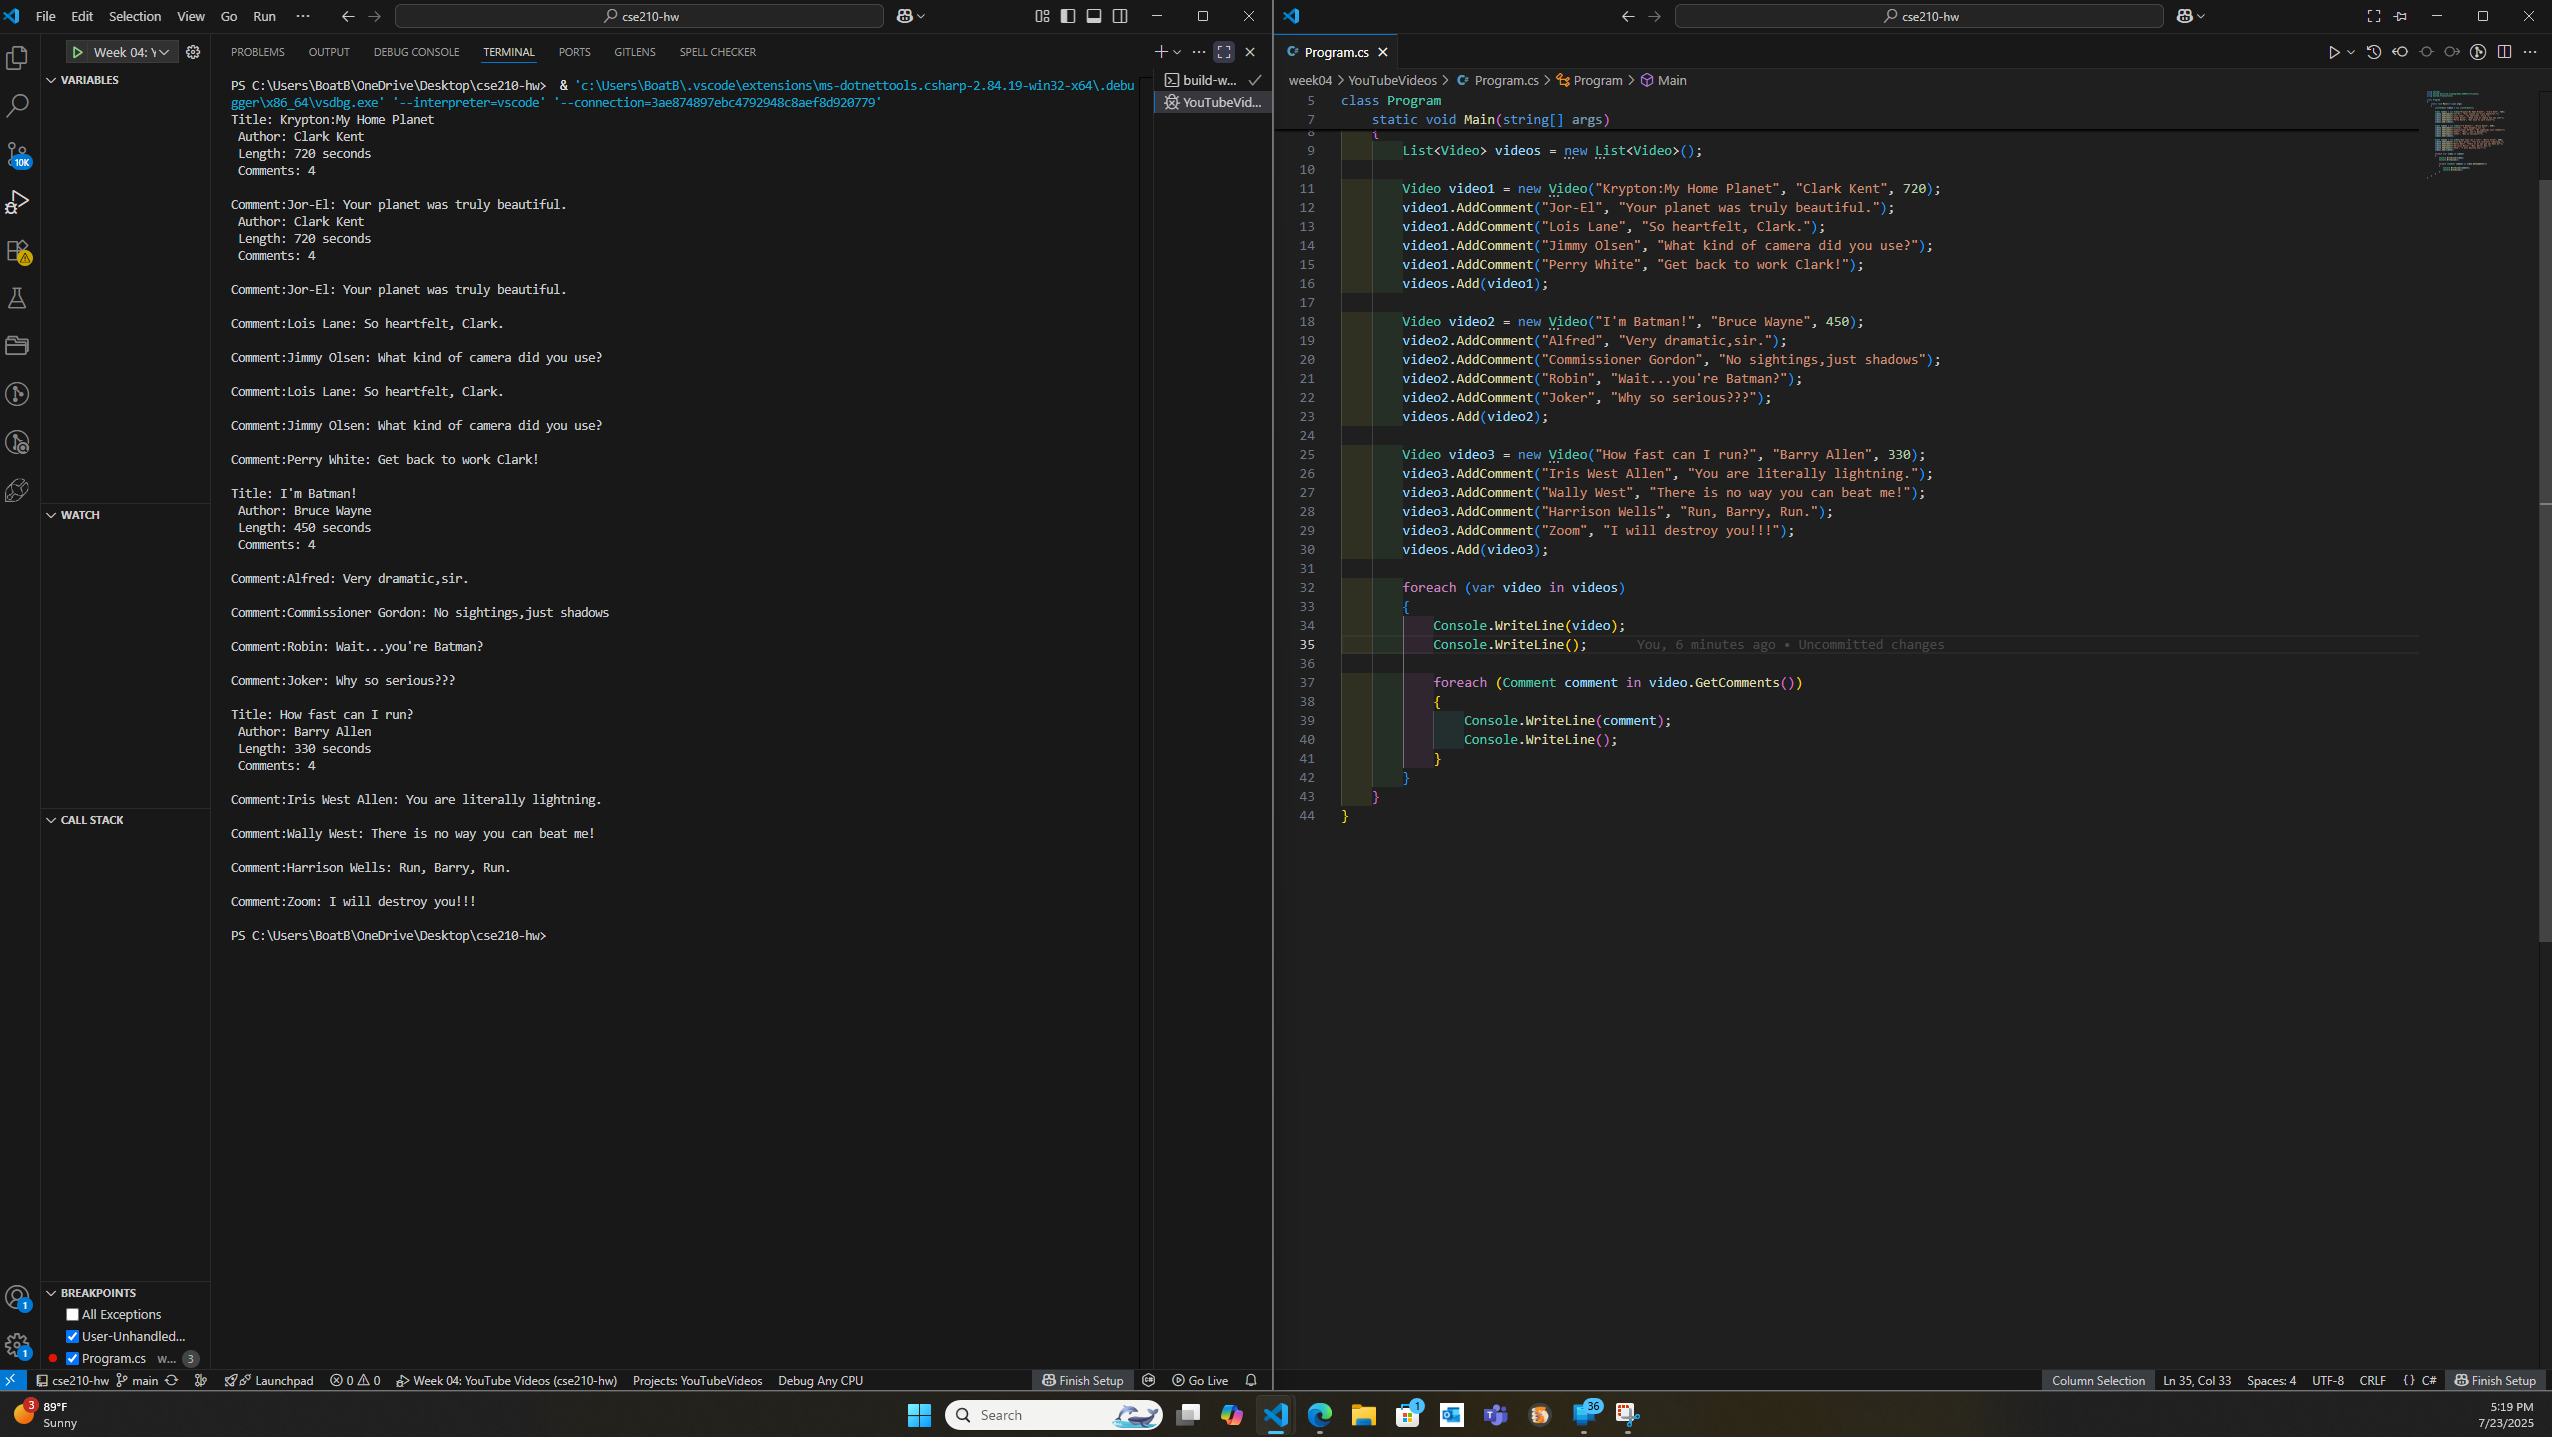 File Edit Selection View Go Run ··· cse210-hw
Week 04: Y
VARIABLES
WATCH
CALL STACK
BREAKPOINTS
All Exceptions
User-Unhandled...
Program.cs w... 3
10K
1
1
PROBLEMS OUTPUT DEBUG CONSOLE TERMINAL PORTS GITLENS SPELL CHECKER
build-w...
YouTubeVid...
PS C:\Users\BoatB\OneDrive\Desktop\cse210-hw> & 'c:\Users\BoatB\.vscode\extensions\ms-dotnettools.csharp-2.84.19-win32-x64\.debu
gger\x86_64\vsdbg.exe' '--interpreter=vscode' '--connection=3ae874897ebc4792948c8aef8d920779'
Title: Krypton:My Home Planet
Author: Clark Kent
Length: 720 seconds
Comments: 4
Comment:Jor-El: Your planet was truly beautiful.
Author: Clark Kent
Length: 720 seconds
Comments: 4
Comment:Jor-El: Your planet was truly beautiful.
Comment:Lois Lane: So heartfelt, Clark.
Comment:Jimmy Olsen: What kind of camera did you use?
Comment:Lois Lane: So heartfelt, Clark.
Comment:Jimmy Olsen: What kind of camera did you use?
Comment:Perry White: Get back to work Clark!
Title: I'm Batman!
Author: Bruce Wayne
Length: 450 seconds
Comments: 4
Comment:Alfred: Very dramatic,sir.
Comment:Commissioner Gordon: No sightings,just shadows
Comment:Robin: Wait...you're Batman?
Comment:Joker: Why so serious???
Title: How fast can I run?
Author: Barry Allen
Length: 330 seconds
Comments: 4
Comment:Iris West Allen: You are literally lightning.
Comment:Wally West: There is no way you can beat me!
Comment:Harrison Wells: Run, Barry, Run.
Comment:Zoom: I will destroy you!!!
PS C:\Users\BoatB\OneDrive\Desktop\cse210-hw>
cse210-hw main Launchpad 0 0 Week 04: YouTube Videos (cse210-hw) Projects: YouTubeVideos Debug Any CPU Finish Setup Go Live
cse210-hw
Program.cs
week04 > YouTubeVideos > Program.cs > Program > Main
5 class Program
7 static void Main(string[] args)
8 {
9 List<Video> videos = new List<Video>();
10
11 Video video1 = new Video("Krypton:My Home Planet", "Clark Kent", 720);
12 video1.AddComment("Jor-El", "Your planet was truly beautiful.");
13 video1.AddComment("Lois Lane", "So heartfelt, Clark.");
14 video1.AddComment("Jimmy Olsen", "What kind of camera did you use?");
15 video1.AddComment("Perry White", "Get back to work Clark!");
16 videos.Add(video1);
17
18 Video video2 = new Video("I'm Batman!", "Bruce Wayne", 450);
19 video2.AddComment("Alfred", "Very dramatic,sir.");
20 video2.AddComment("Commissioner Gordon", "No sightings,just shadows");
21 video2.AddComment("Robin", "Wait...you're Batman?");
22 video2.AddComment("Joker", "Why so serious???");
23 videos.Add(video2);
24
25 Video video3 = new Video("How fast can I run?", "Barry Allen", 330);
26 video3.AddComment("Iris West Allen", "You are literally lightning.");
27 video3.AddComment("Wally West", "There is no way you can beat me!");
28 video3.AddComment("Harrison Wells", "Run, Barry, Run.");
29 video3.AddComment("Zoom", "I will destroy you!!!");
30 videos.Add(video3);
31
32 foreach (var video in videos)
33 {
34 Console.WriteLine(video);
35 Console.WriteLine(); You, 6 minutes ago • Uncommitted changes
36
37 foreach (Comment comment in video.GetComments())
38 {
39 Console.WriteLine(comment);
40 Console.WriteLine();
41 }
42 }
43 }
44 }
Column Selection Ln 35, Col 33 Spaces: 4 UTF-8 CRLF {} C# Finish Setup
3 89°F
Sunny
Search
1
36
5:19 PM
7/23/2025